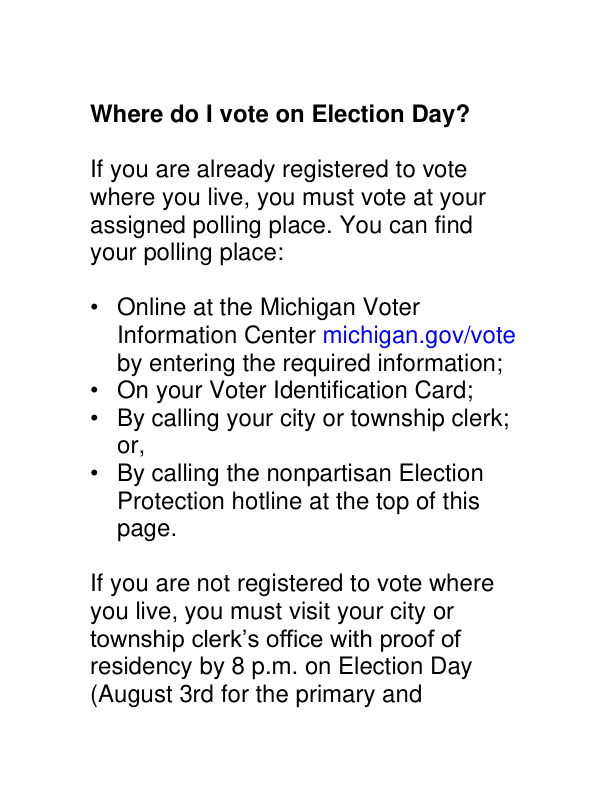 Where do I vote on Election Day?
If you are already registered to vote
where you live, you must vote at your
assigned polling place. You can find
your polling place:
• Online at the Michigan Voter
Information Center michigan.gov/vote
by entering the required information;
• On your Voter Identification Card;
• By calling your city or township clerk;
or,
• By calling the nonpartisan Election
Protection hotline at the top of this
page.
If you are not registered to vote where
you live, you must visit your city or
township clerk’s office with proof of
residency by 8 p.m. on Election Day
(August 3rd for the primary and